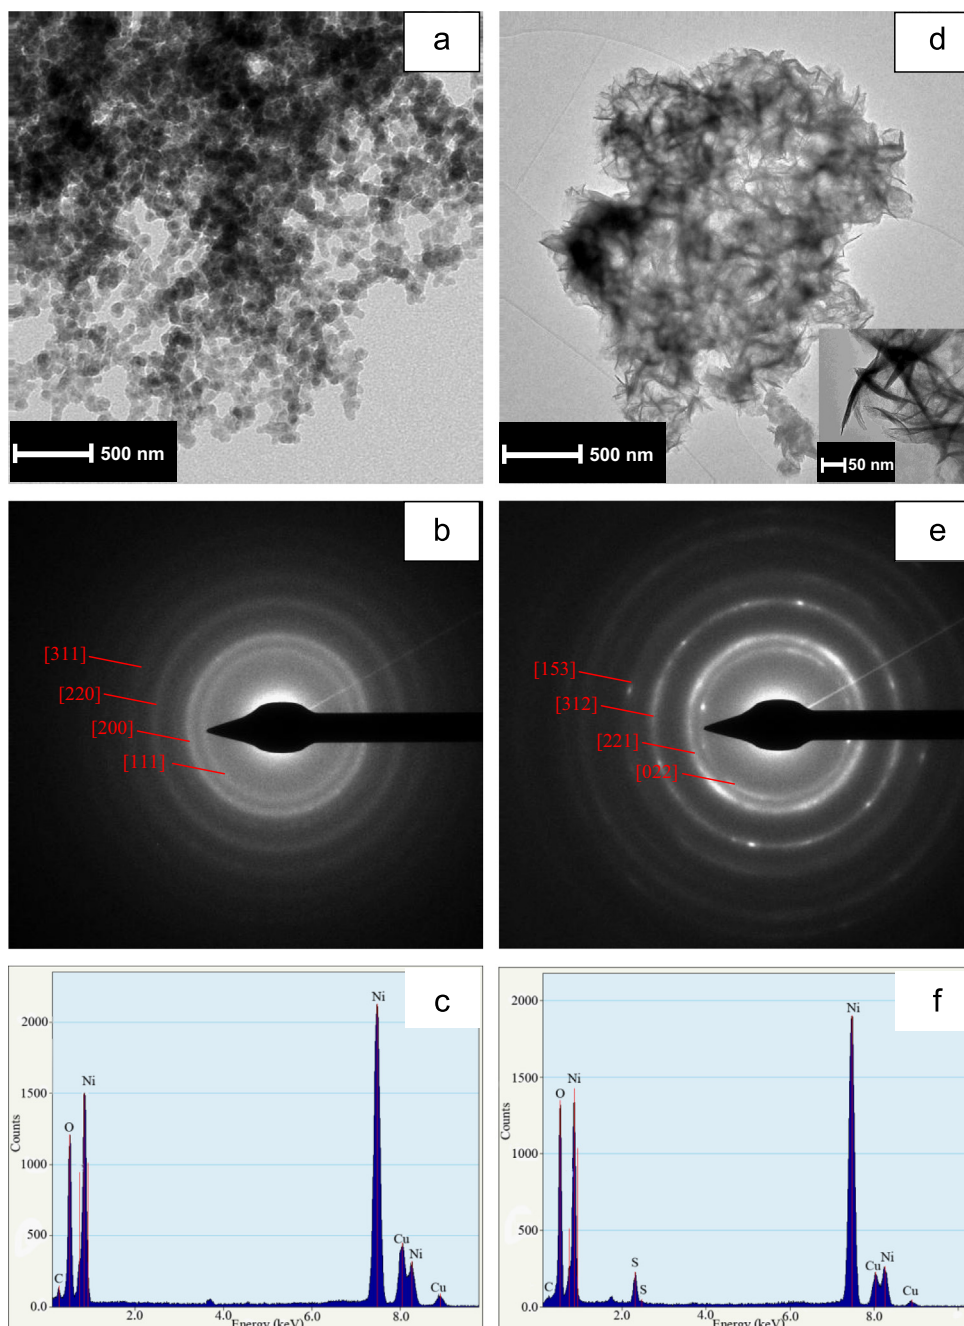 a
500 nm
d
500 nm
50 nm
b
[311]
[220]
[200]
[111]
e
[153]
[312]
[221]
[022]
c
Counts
2000
1500
1000
500
0.0
C
O
Ni
Ni
Cu
Ni
Cu
2.0
4.0
6.0
8.0
Energy (keV)
f
Counts
2000
1500
1000
500
0.0
C
O
Ni
S
S
Ni
Cu
Ni
Cu
2.0
4.0
6.0
8.0
Energy (keV)